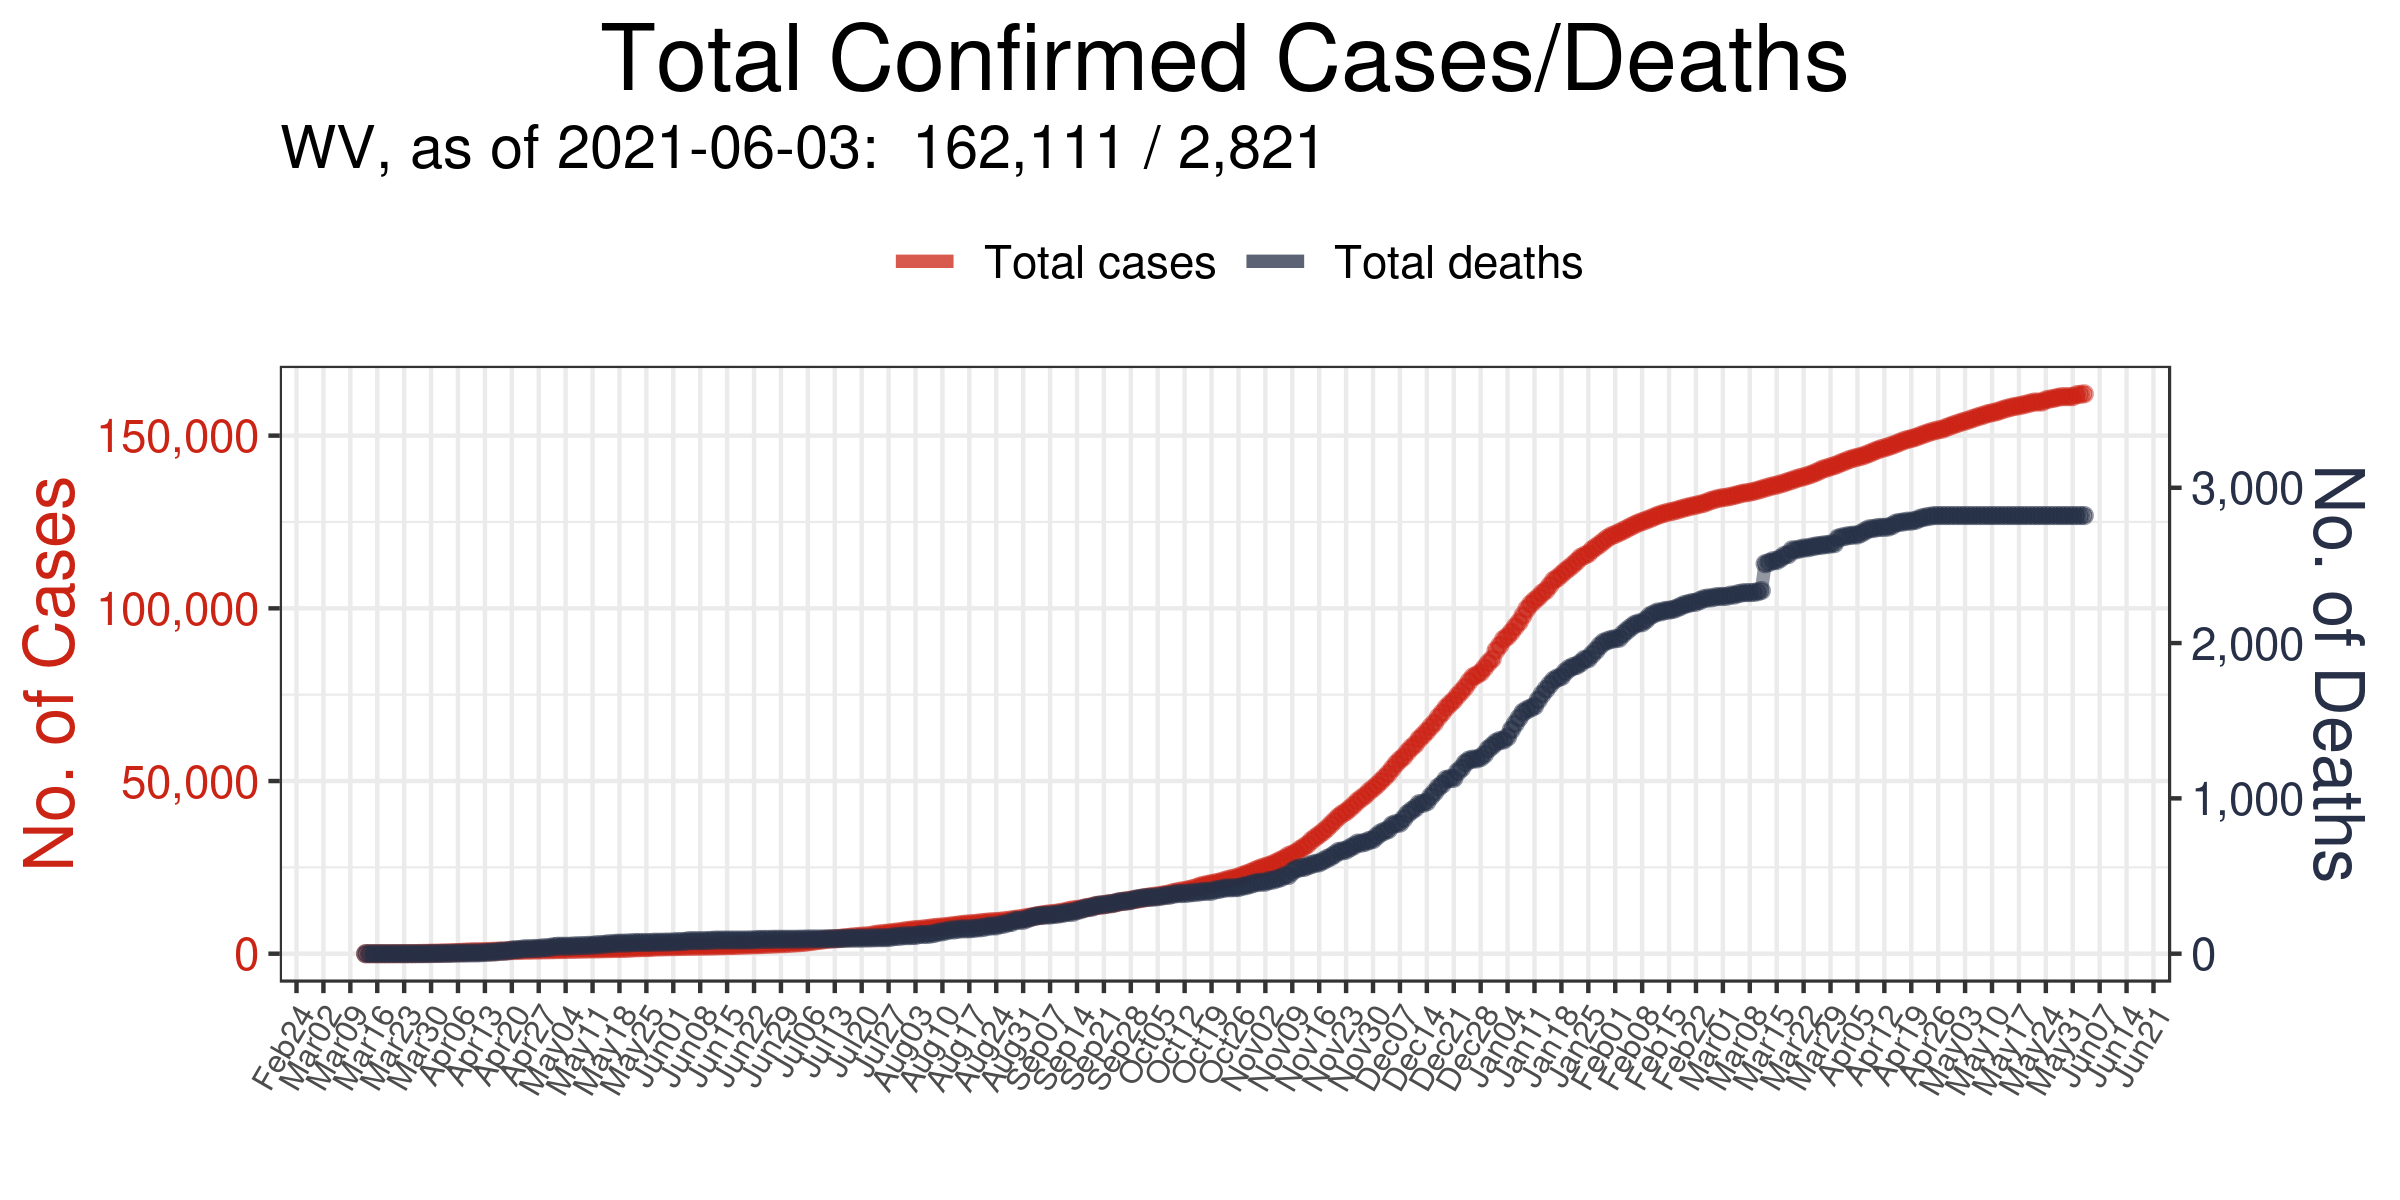 Total Confirmed Cases/Deaths
WV, as of 2021-06-03:  162,111 / 2,821
Total cases
Total deaths
No. of Cases
150,000
100,000
50,000
0
3,000
2,000
1,000
0
No. of Deaths
Feb24
Mar02
Mar09
Mar16
Mar23
Mar30
Apr06
Apr13
Apr20
Apr27
May04
May11
May18
May25
Jun01
Jun08
Jun15
Jun22
Jun29
Jul06
Jul13
Jul20
Jul27
Aug03
Aug10
Aug17
Aug24
Aug31
Sep07
Sep14
Sep21
Sep28
Oct05
Oct12
Oct19
Oct26
Nov02
Nov09
Nov16
Nov23
Nov30
Dec07
Dec14
Dec21
Dec28
Jan04
Jan11
Jan18
Jan25
Feb01
Feb08
Feb15
Feb22
Mar01
Mar08
Mar15
Mar22
Mar29
Apr05
Apr12
Apr19
Apr26
May03
May10
May17
May24
May31
Jun07
Jun14
Jun21